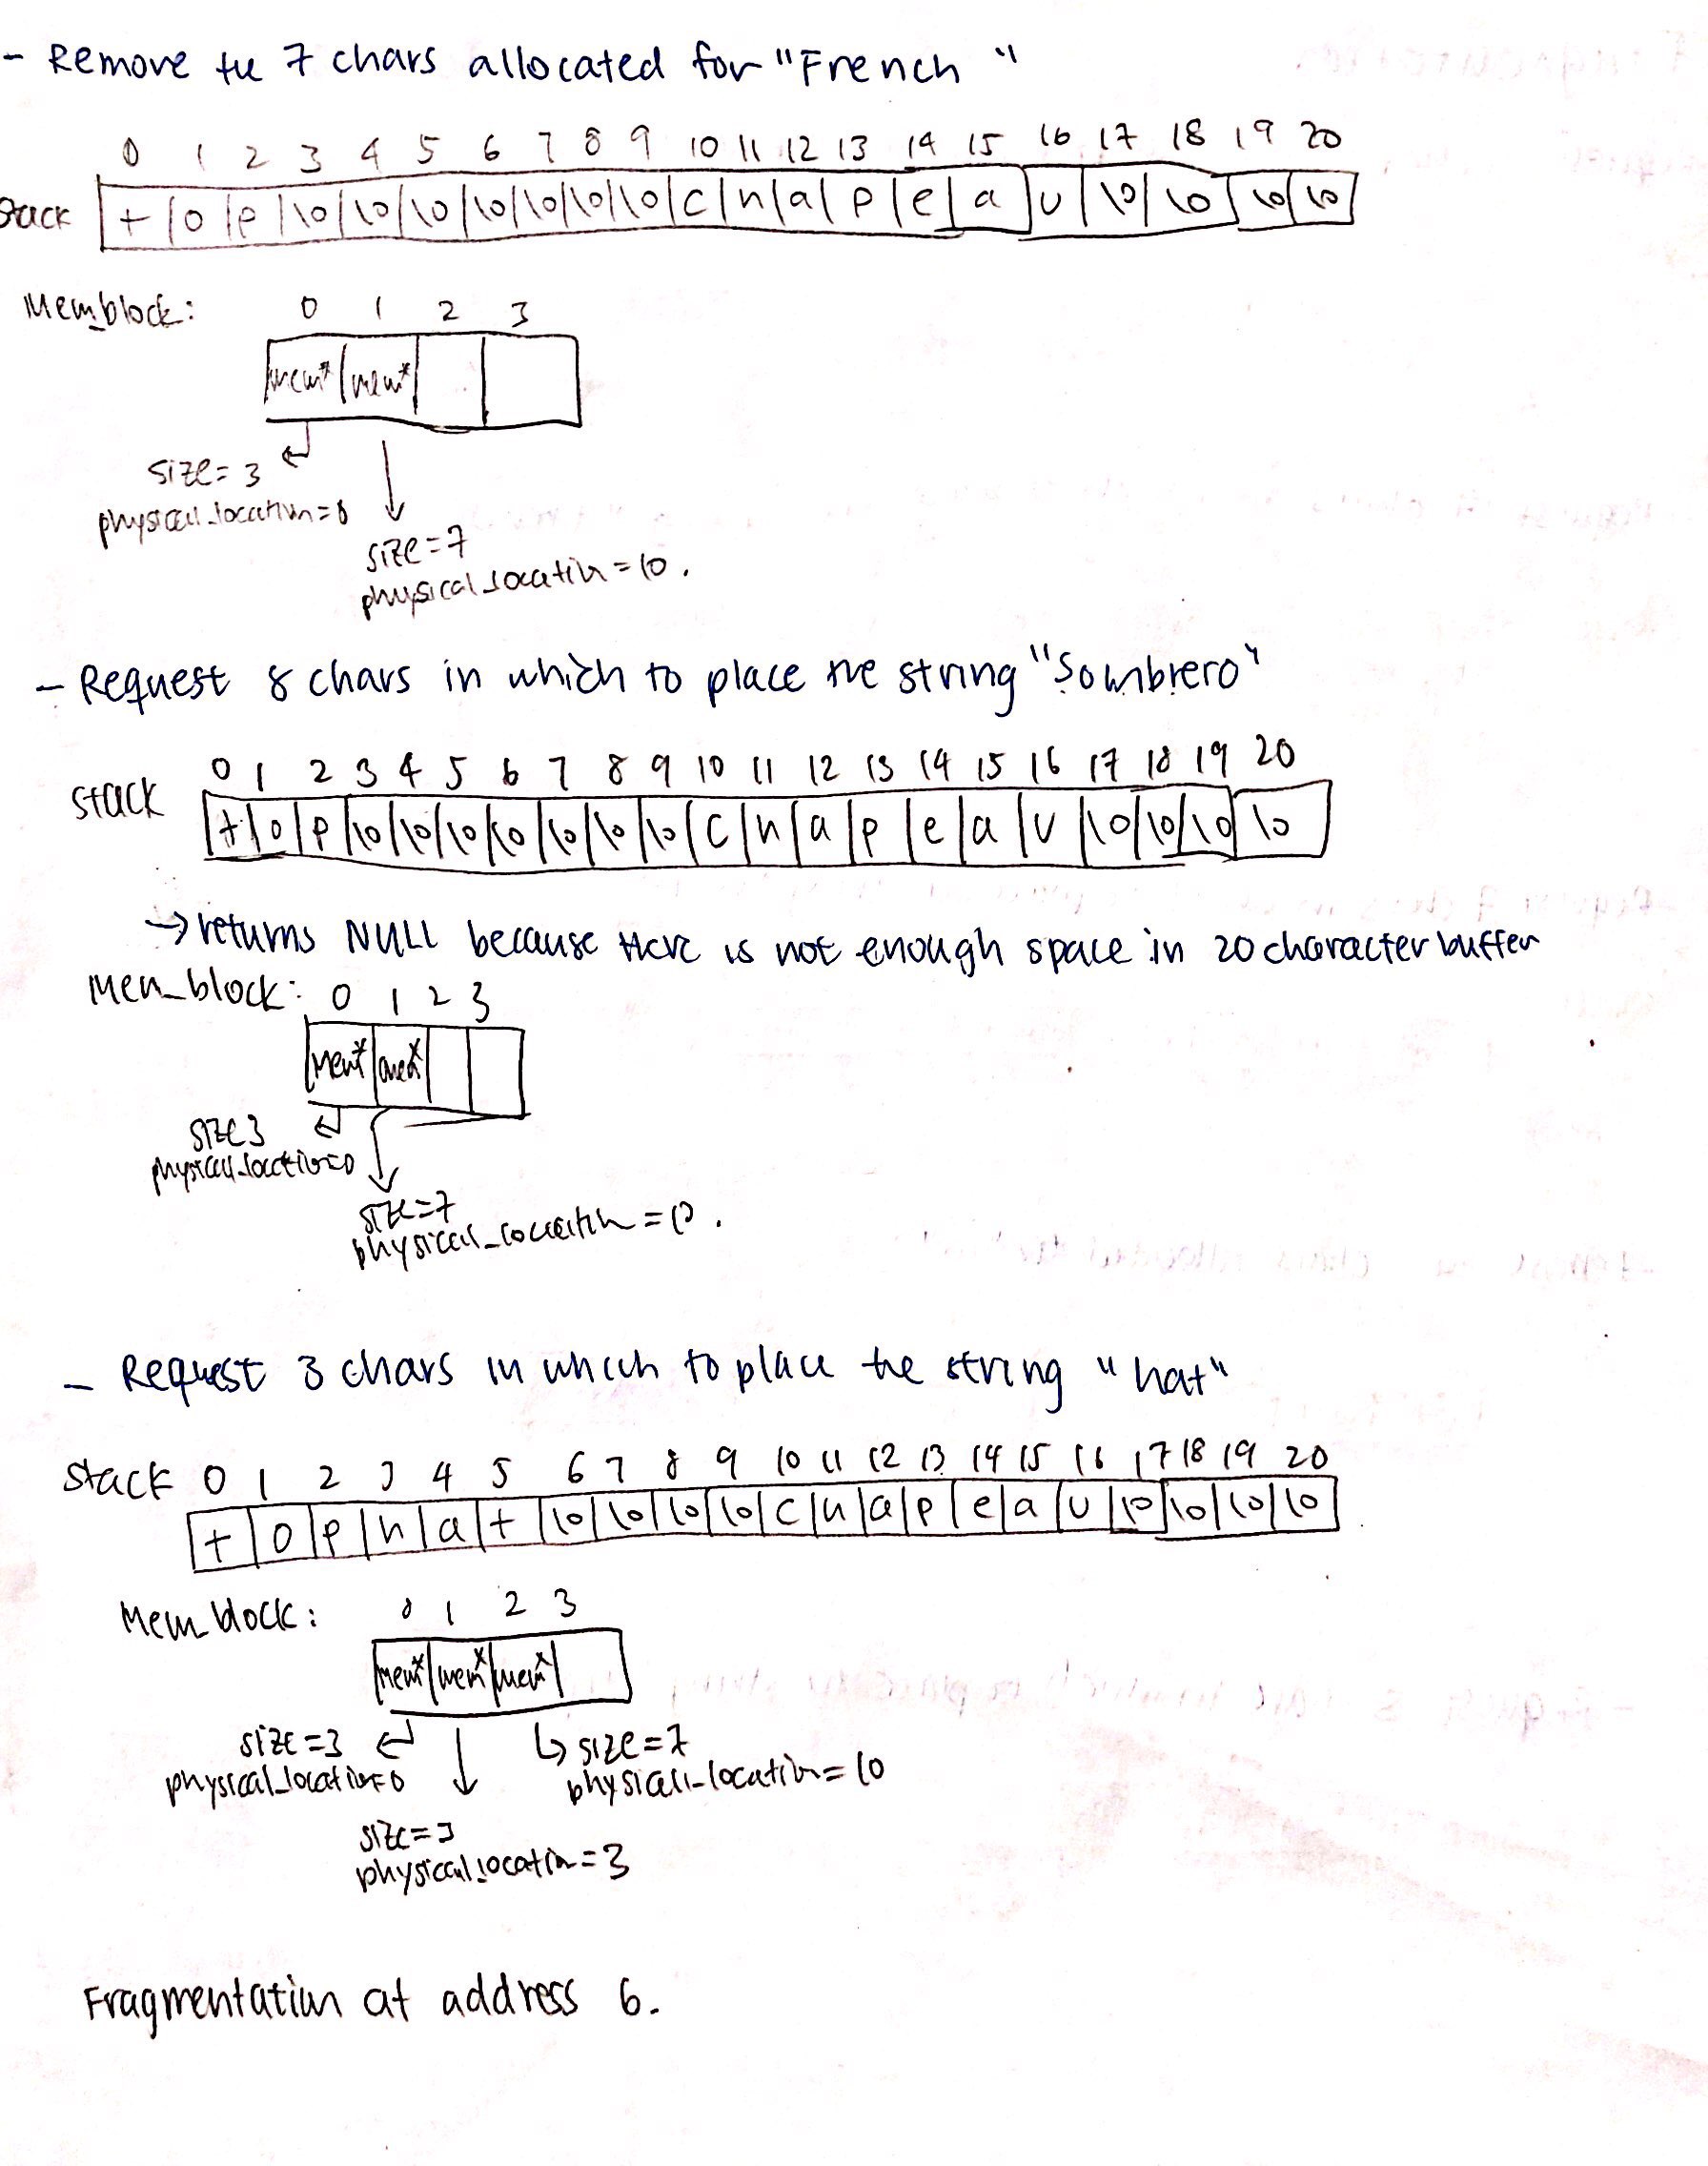 - Remove the 7 chars allocated for "French "
0 1 2 3 4 5 6 7 8 9 10 11 12 13 14 15 16 17 18 19 20
stack t o p \0 \0 \0 \0 \0 \0 \0 c h a p e a u \0 \0 \0 \0
Mem_block: 0 1 2 3
mem* mem*
size=3
physical_location=0
size=7
physical_location=10.
- Request 8 chars in which to place the string "Sombrero"
0 1 2 3 4 5 6 7 8 9 10 11 12 13 14 15 16 17 18 19 20
stack t o p \0 \0 \0 \0 \0 \0 \0 c h a p e a u \0 \0 \0 \0
→ returns NULL because there is not enough space in 20 character buffer
Mem_block: 0 1 2 3
mem* mem*
size 3
physical_location=0
size=7
physical_location=10.
- Request 3 chars in which to place the string "hat"
stack 0 1 2 3 4 5 6 7 8 9 10 11 12 13 14 15 16 17 18 19 20
t o p h a t \0 \0 \0 \0 c h a p e a u \0 \0 \0 \0
Mem_block: 0 1 2 3
mem* mem* mem*
size=3
physical_location=0
size=7
physical_location=10
size=3
physical_location=3
Fragmentation at address 6.